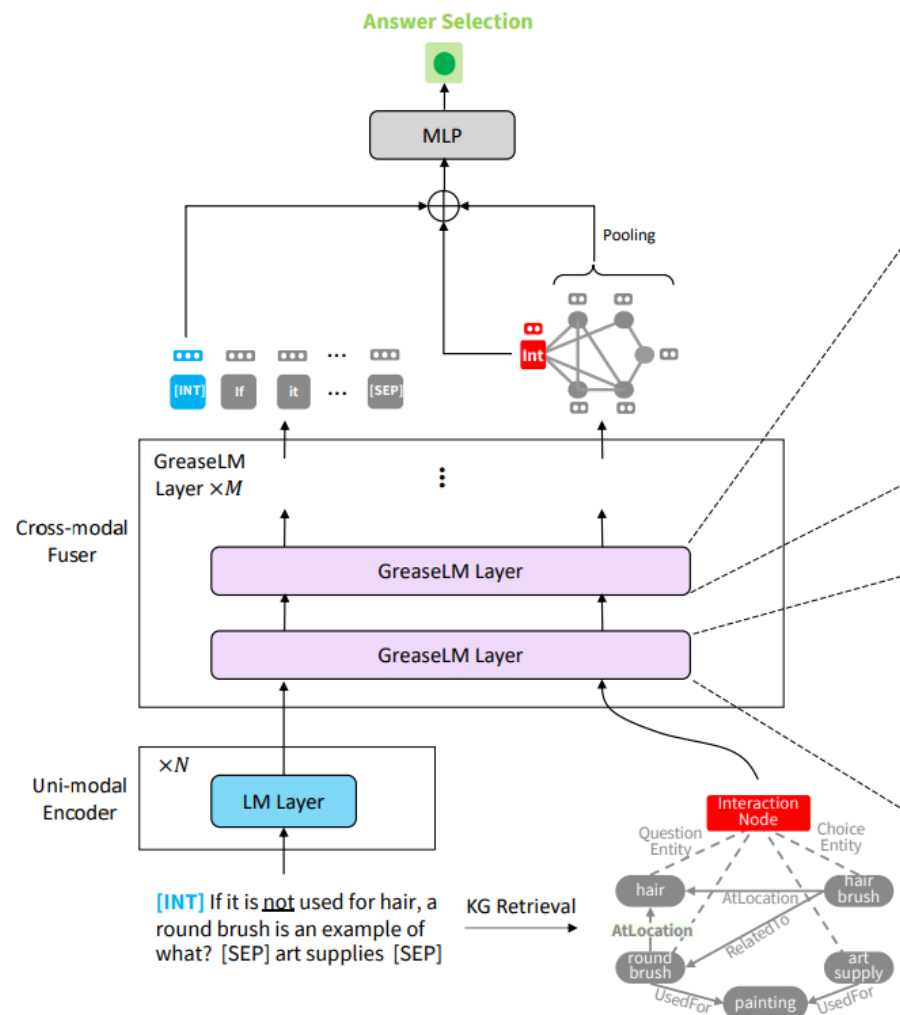 Answer Selection
MLP
Pooling
Int
[INT] If it ... [SEP]
GreaseLM
Layer ×M
⋮
Cross-modal
Fuser
GreaseLM Layer
GreaseLM Layer
×N
Uni-modal
Encoder
LM Layer
Interaction
Node
Question
Entity
Choice
Entity
hair
hair
brush
AtLocation
AtLocation
RelatedTo
round
brush
art
supply
UsedFor
painting
UsedFor
[INT] If it is not used for hair, a
round brush is an example of
what? [SEP] art supplies [SEP]
KG Retrieval